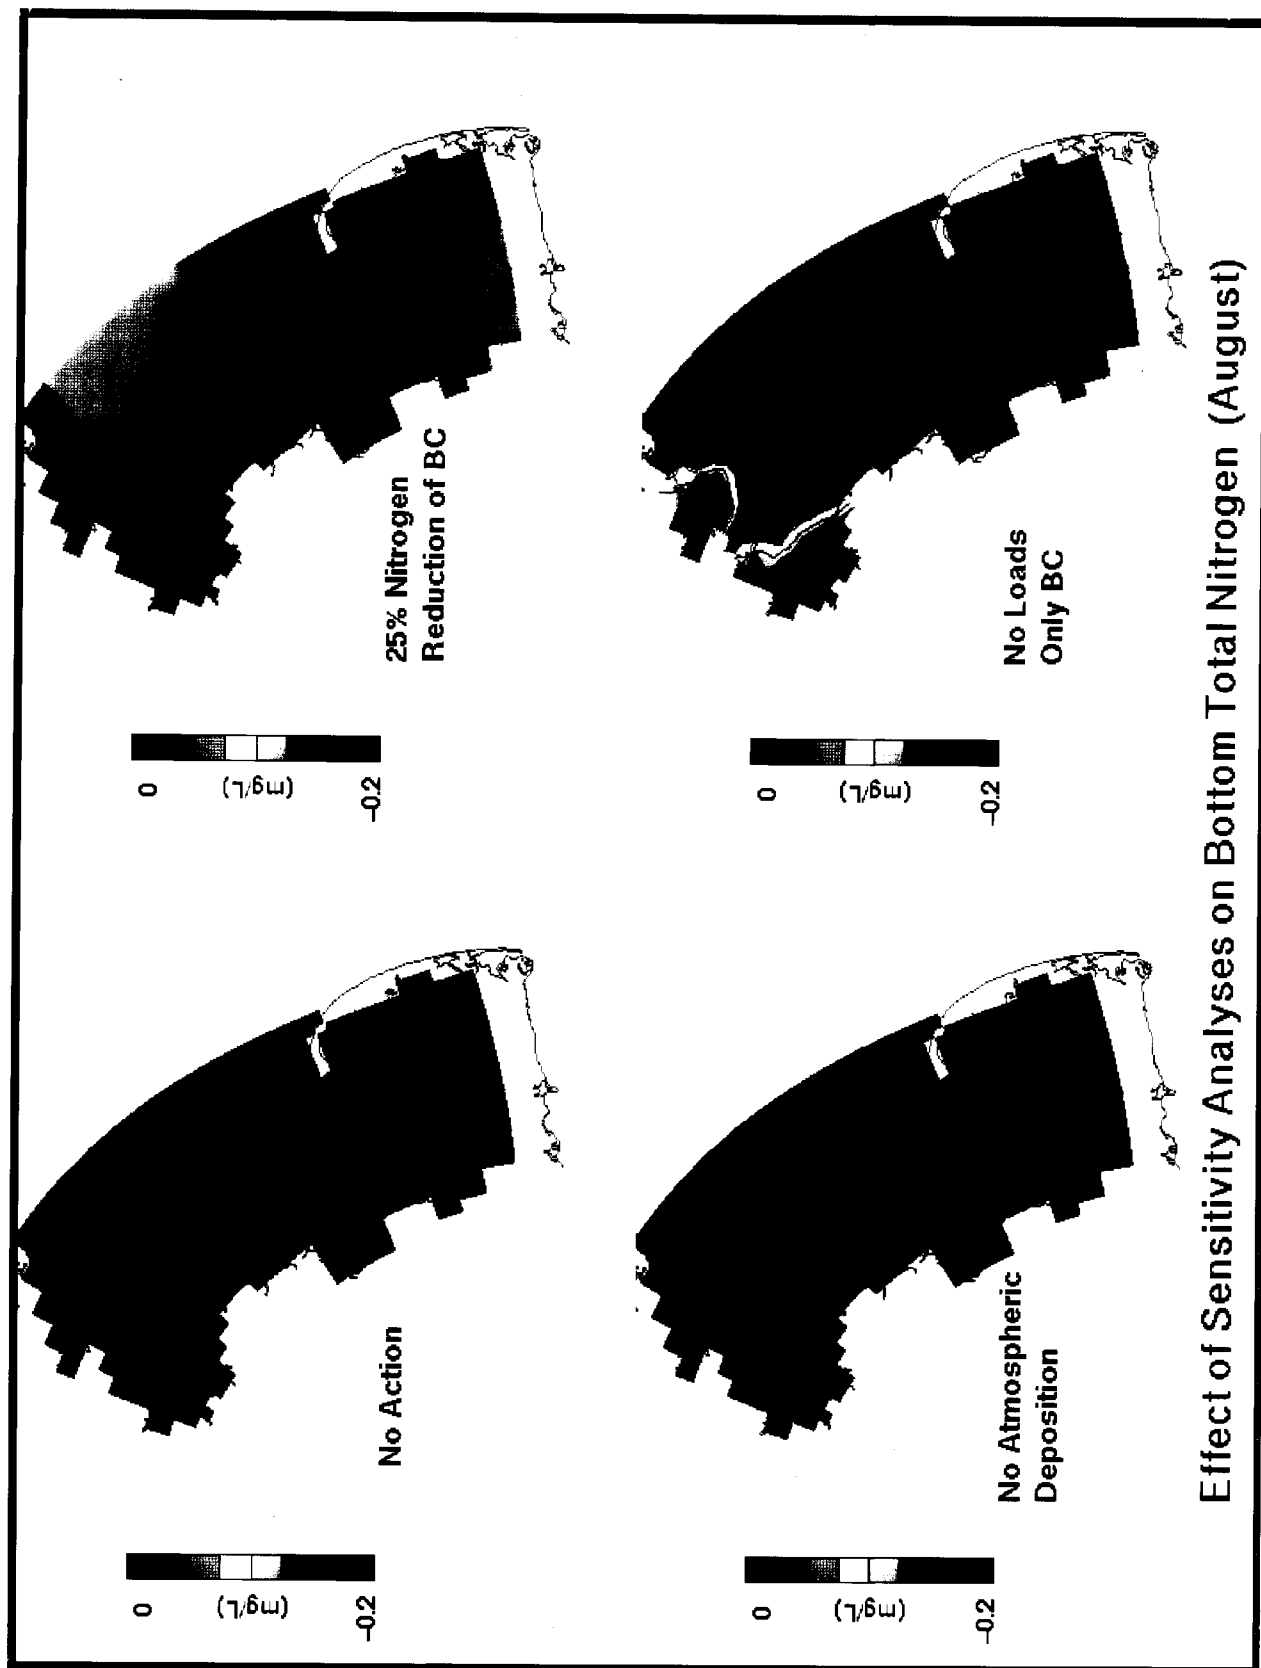 0
(mg/L)
-0.2
No Action
0
(mg/L)
-0.2
25% Nitrogen
Reduction of BC
0
(mg/L)
-0.2
No Atmospheric
Deposition
0
(mg/L)
-0.2
No Loads
Only BC
Effect of Sensitivity Analyses on Bottom Total Nitrogen (August)